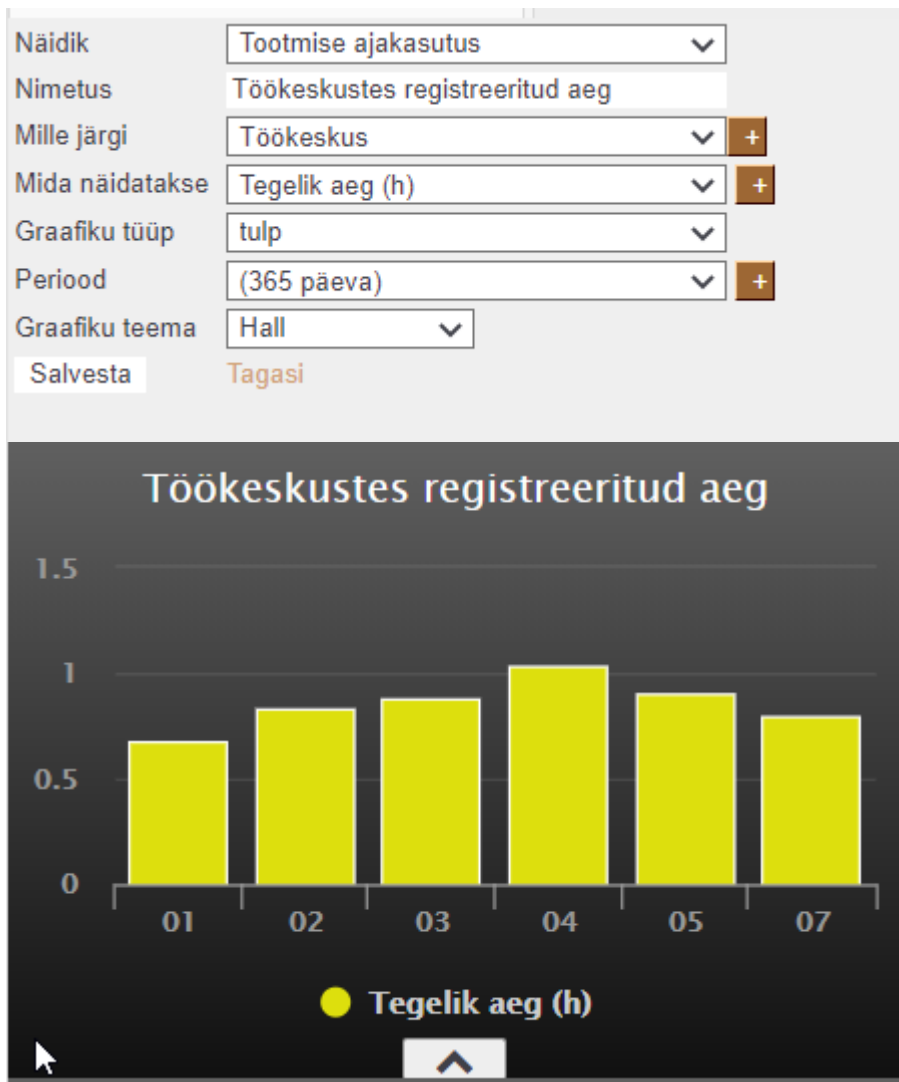 Näidik Tootmise ajakasutus
Nimetus Töökeskustes registreeritud aeg
Mille järgi Töökeskus +
Mida näidatakse Tegelik aeg (h) +
Graafiku tüüp tulp
Periood (365 päeva) +
Graafiku teema Hall
Salvesta Tagasi
Töökeskustes registreeritud aeg
1.5
1
0.5
0
01 02 03 04 05 07
Tegelik aeg (h)